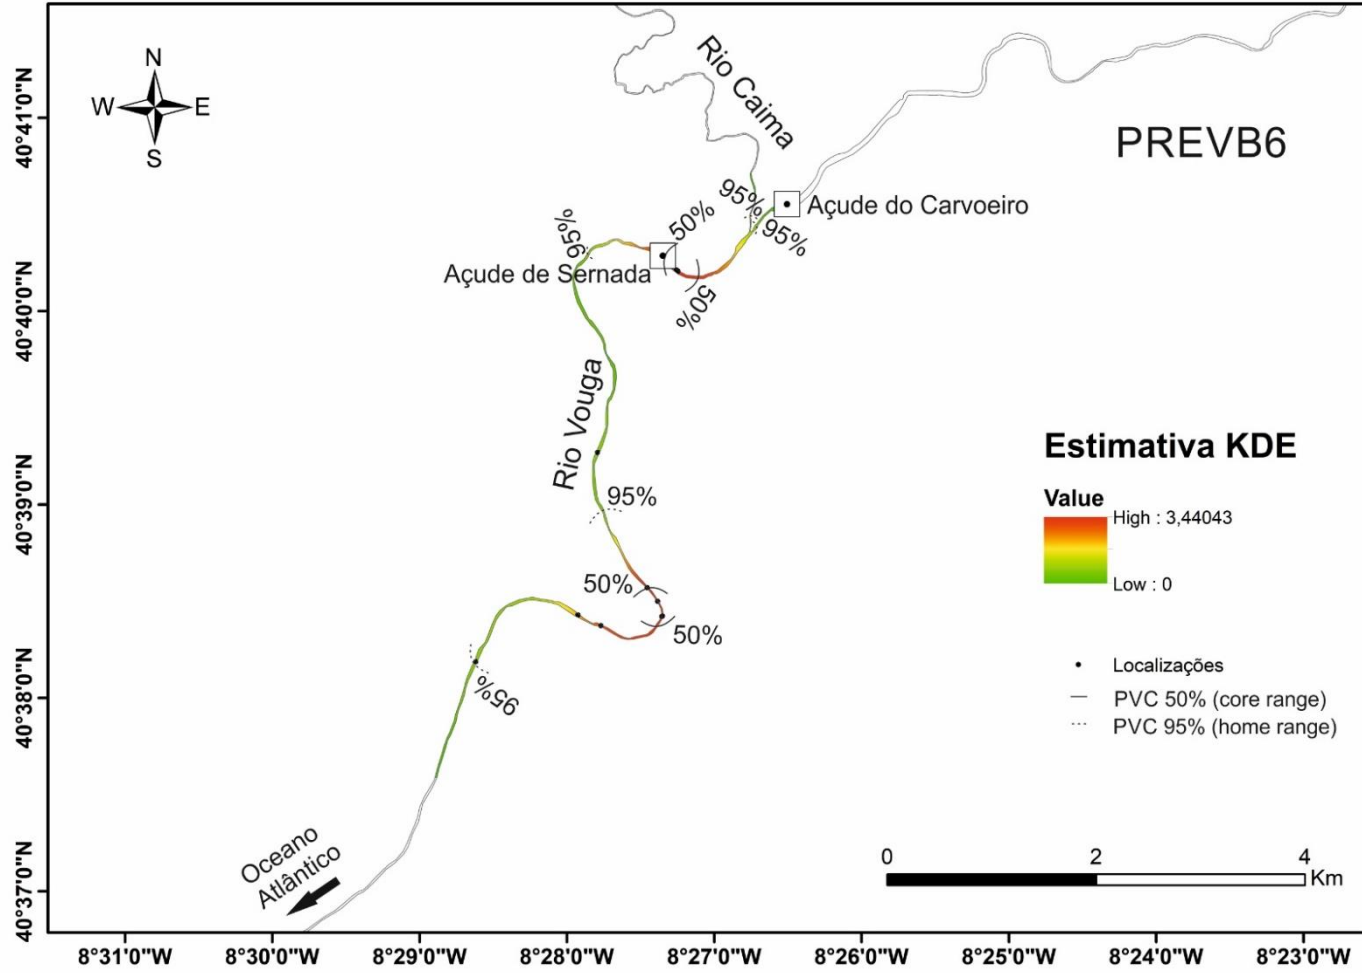 N
W
E
S
Rio Caima
PREVB6
95%
50%
Açude do Carvoeiro
95%
95%
Açude de Sernada
50%
Rio Vouga
Estimativa KDE
Value
High : 3,44043
Low : 0
95%
50%
50%
95%
Localizações
PVC 50% (core range)
PVC 95% (home range)
Oceano
Atlântico
0
2
4
Km
40°41'0"N
40°40'0"N
40°39'0"N
40°38'0"N
40°37'0"N
8°31'0"W
8°30'0"W
8°29'0"W
8°28'0"W
8°27'0"W
8°26'0"W
8°25'0"W
8°24'0"W
8°23'0"W